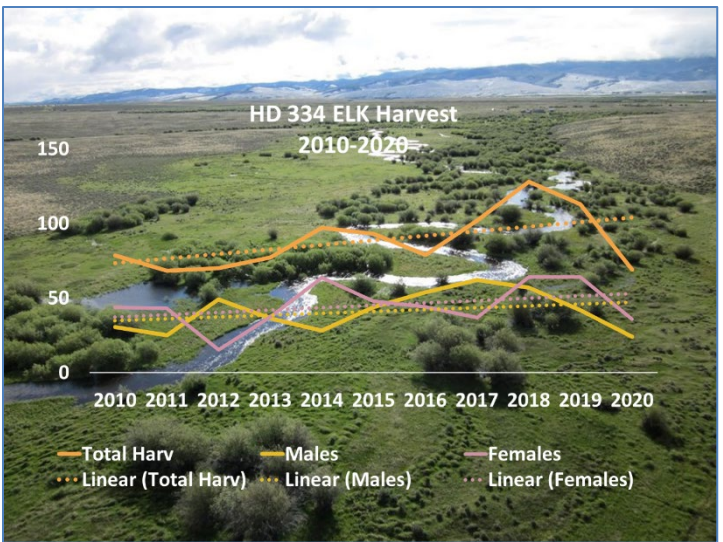 HD 334 ELK Harvest
2010-2020
150
100
50
0
2010 2011 2012 2013 2014 2015 2016 2017 2018 2019 2020
Total Harv Males Females
Linear (Total Harv) Linear (Males) Linear (Females)